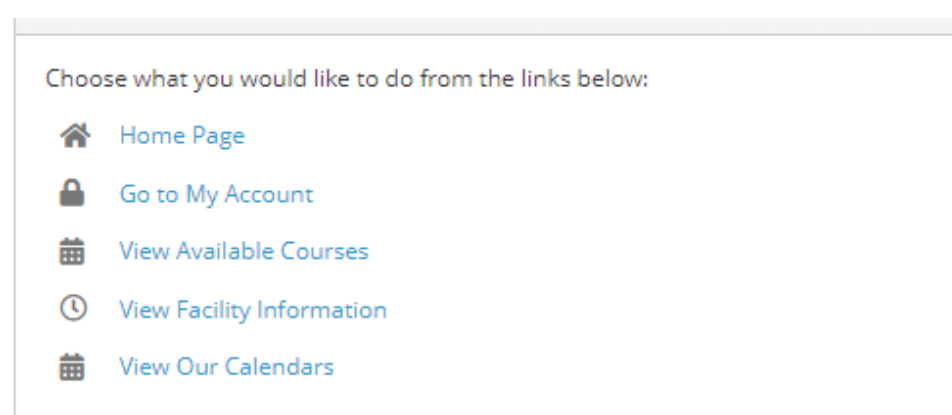 Choose what you would like to do from the links below:
Home Page
Go to My Account
View Available Courses
View Facility Information
View Our Calendars